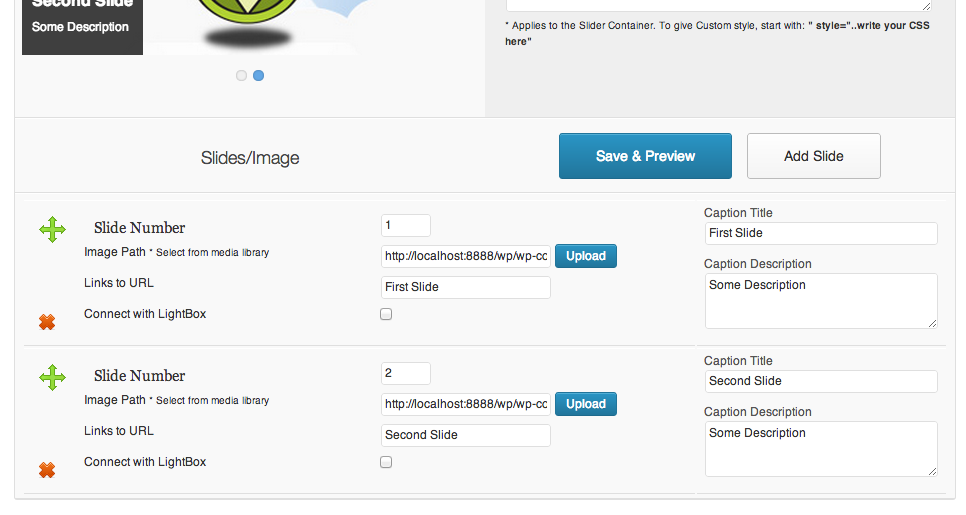 Second Slide
Some Description
* Applies to the Slider Container. To give Custom style, start with: " style="..write your CSS
here"
Slides/Image
Save & Preview
Add Slide
Slide Number
1
Image Path * Select from media library
http://localhost:8888/wp/wp-co
Upload
Links to URL
First Slide
Connect with LightBox
Caption Title
First Slide
Caption Description
Some Description
Slide Number
2
Image Path * Select from media library
http://localhost:8888/wp/wp-co
Upload
Links to URL
Second Slide
Connect with LightBox
Caption Title
Second Slide
Caption Description
Some Description